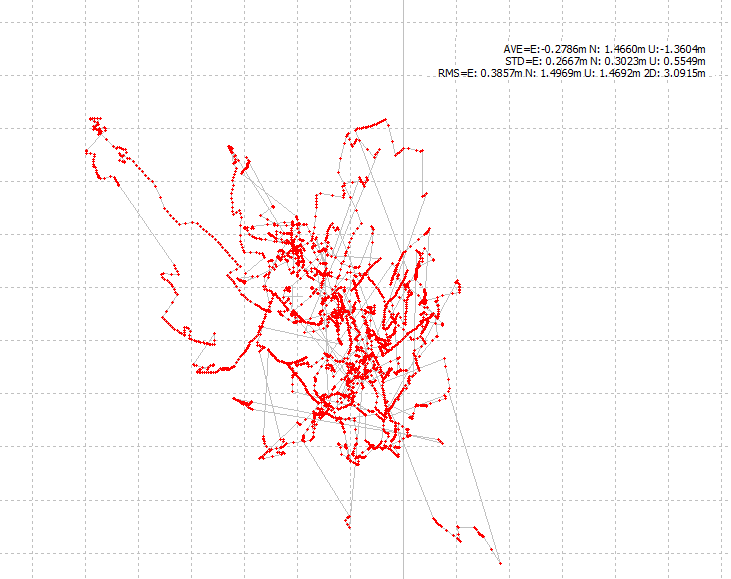 AVE=E:-0.2786m N: 1.4660m U:-1.3604m
STD=E: 0.2667m N: 0.3023m U: 0.5549m
RMS=E: 0.3857m N: 1.4969m U: 1.4692m 2D: 3.0915m